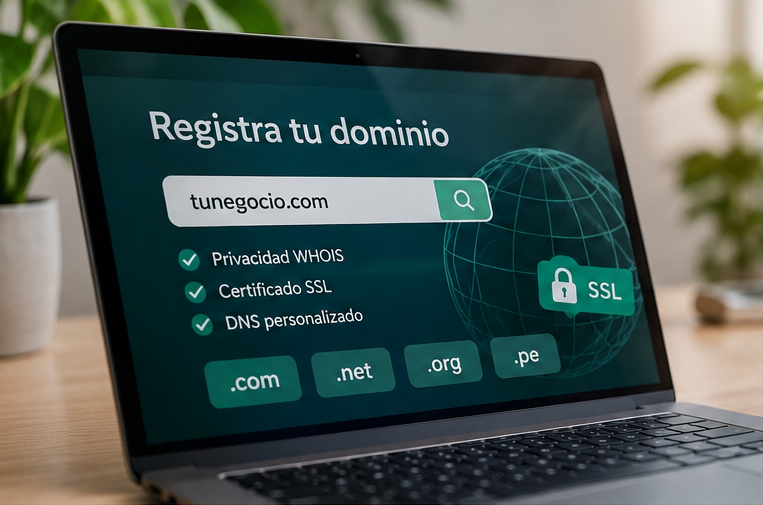 Registra tu dominio
tunegocio.com
Privacidad WHOIS
Certificado SSL
DNS personalizado
SSL
.com .net .org .pe